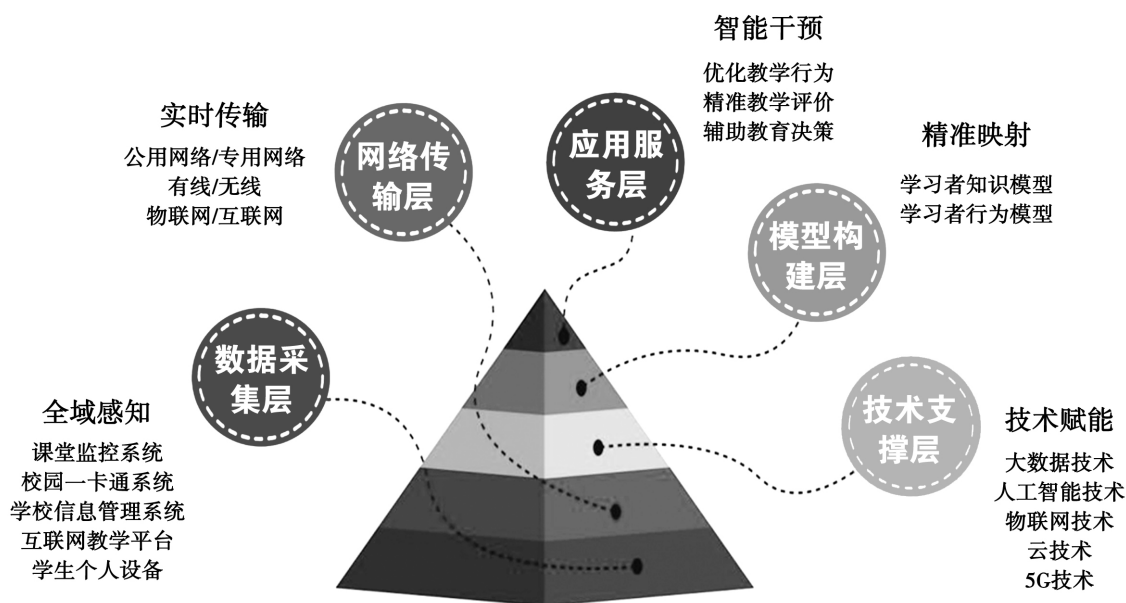 智能干预
优化教学行为
精准教学评价
辅助教育决策
实时传输
公用网络/专用网络
有线/无线
物联网/互联网
网络传
输层
应用服
务层
精准映射
学习者知识模型
学习者行为模型
模型构
建层
数据采
集层
全域感知
课堂监控系统
校园一卡通系统
学校信息管理系统
互联网教学平台
学生个人设备
技术支
撑层
技术赋能
大数据技术
人工智能技术
物联网技术
云技术
5G技术